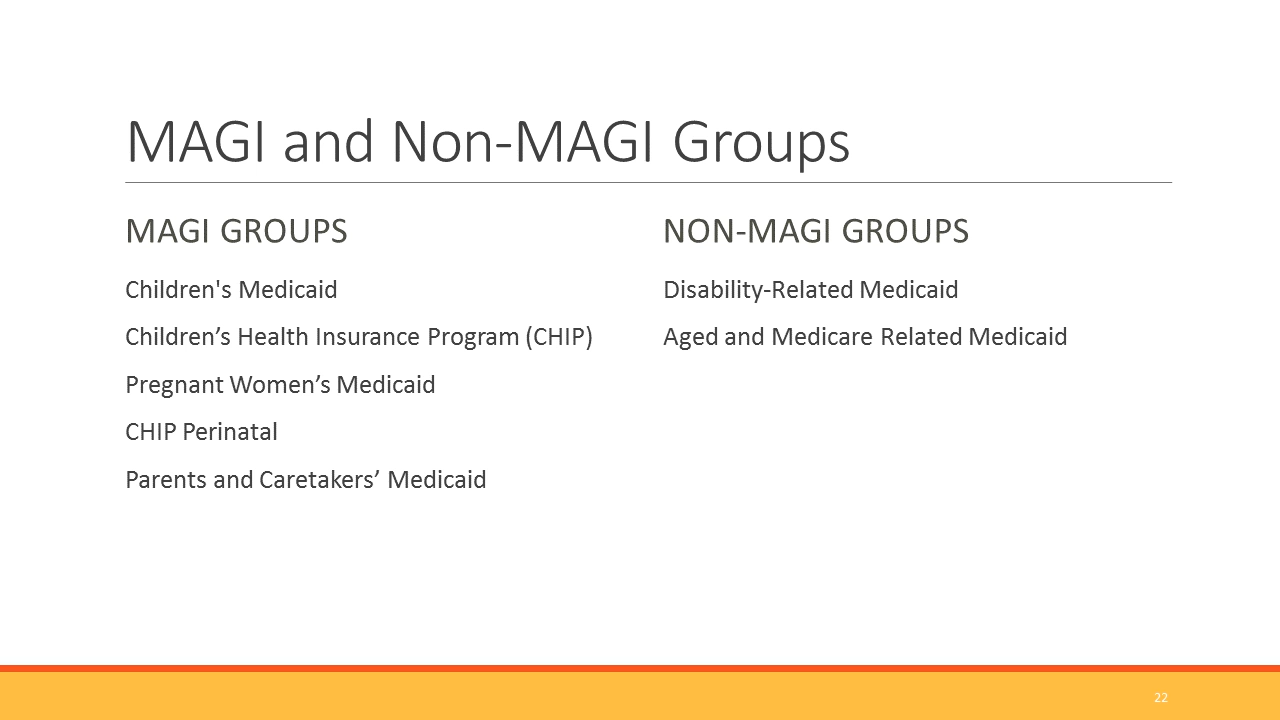 MAGI and Non-MAGI Groups
MAGI GROUPS
Children's Medicaid
Children’s Health Insurance Program (CHIP)
Pregnant Women’s Medicaid
CHIP Perinatal
Parents and Caretakers’ Medicaid
NON-MAGI GROUPS
Disability-Related Medicaid
Aged and Medicare Related Medicaid
22